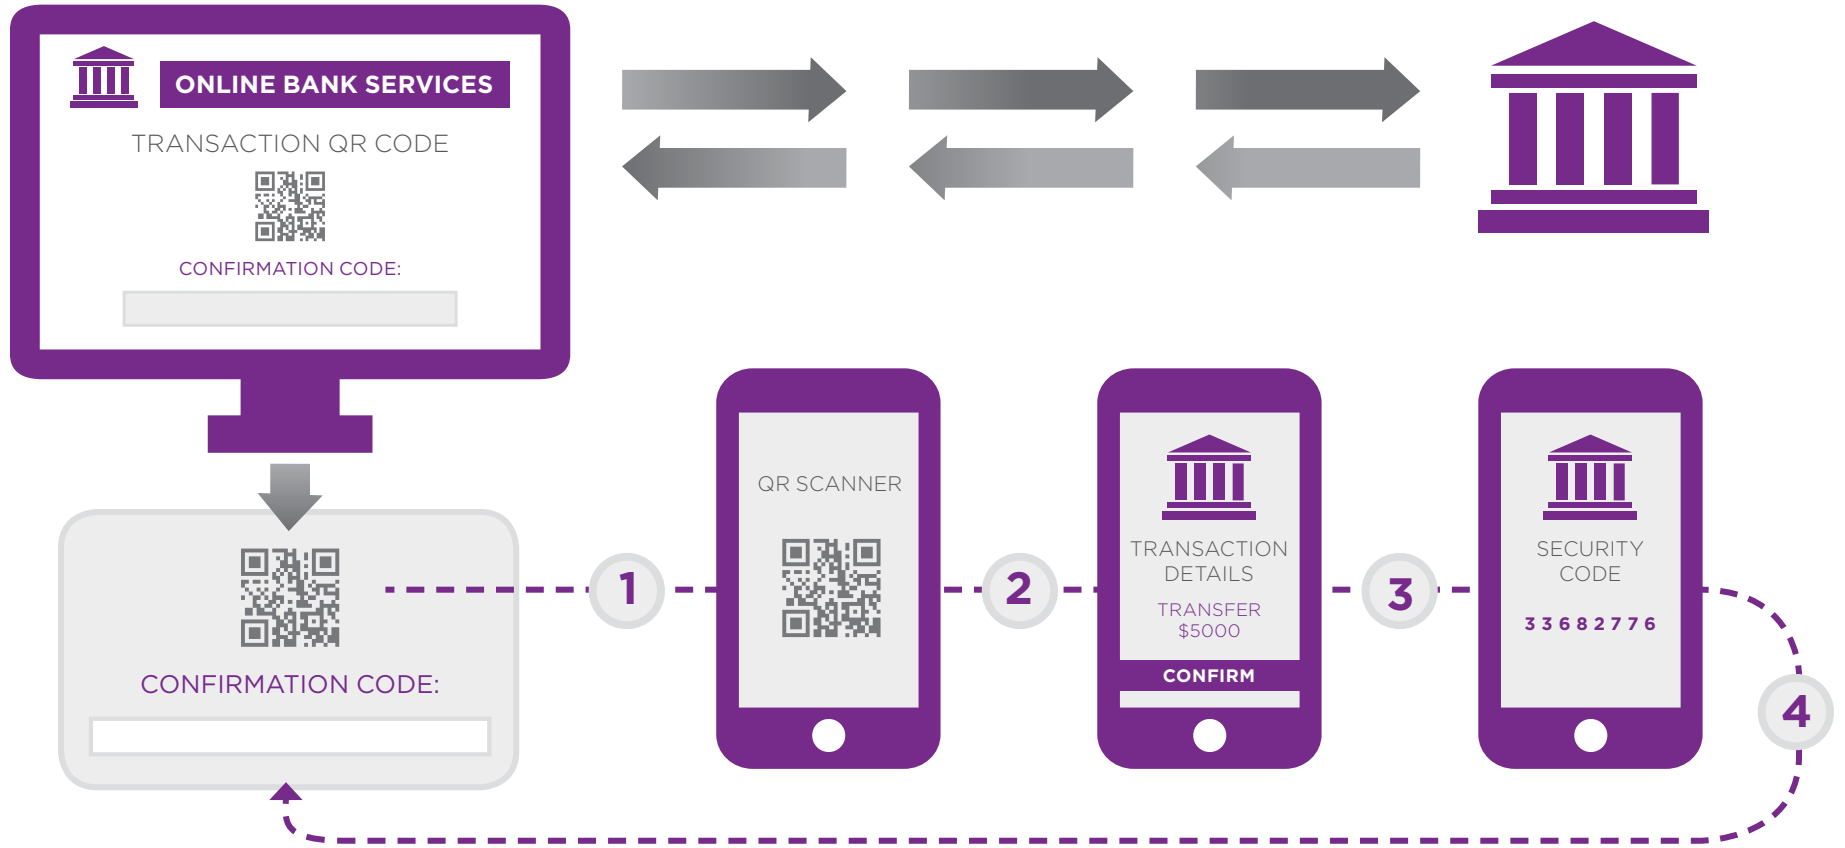 ONLINE BANK SERVICES
TRANSACTION QR CODE
CONFIRMATION CODE:
CONFIRMATION CODE:
1
QR SCANNER
2
TRANSACTION
DETAILS
TRANSFER
$5000
CONFIRM
3
SECURITY
CODE
33682776
4